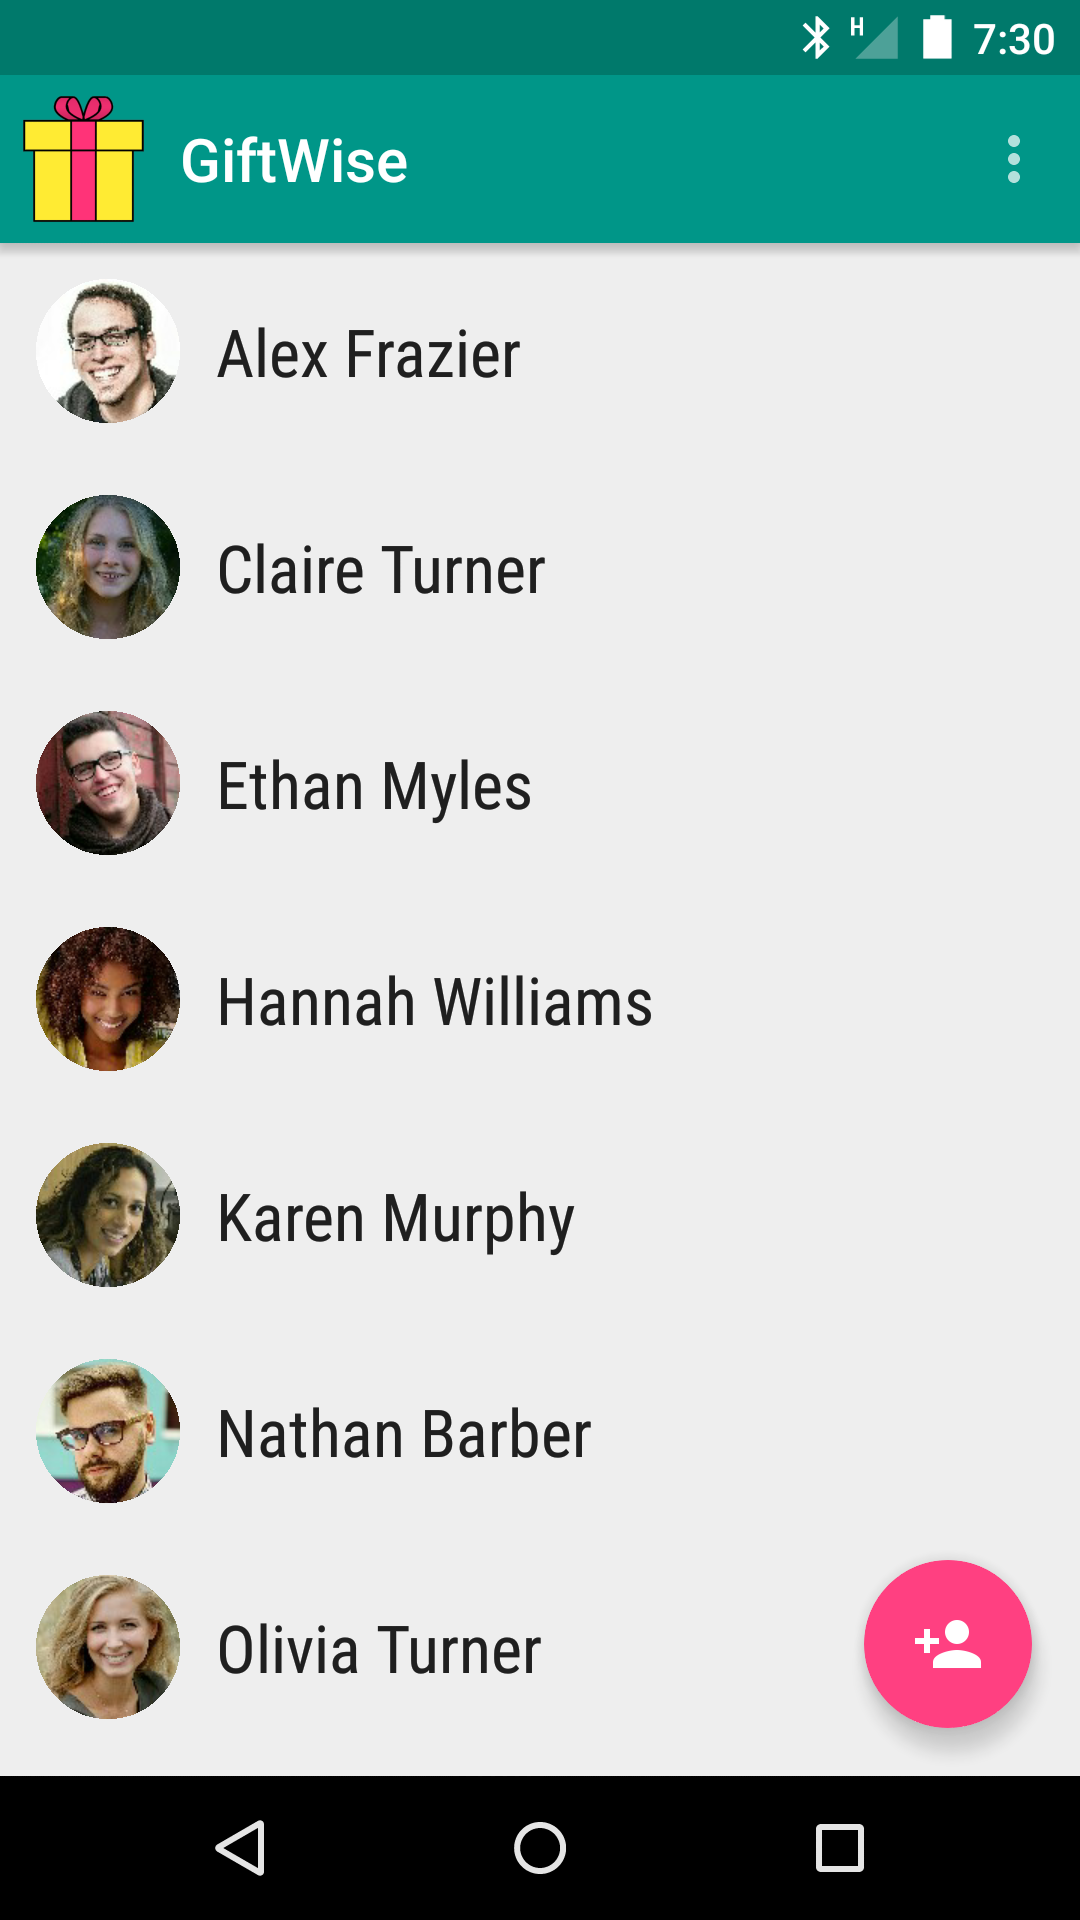 H 7:30
GiftWise
Alex Frazier
Claire Turner
Ethan Myles
Hannah Williams
Karen Murphy
Nathan Barber
Olivia Turner